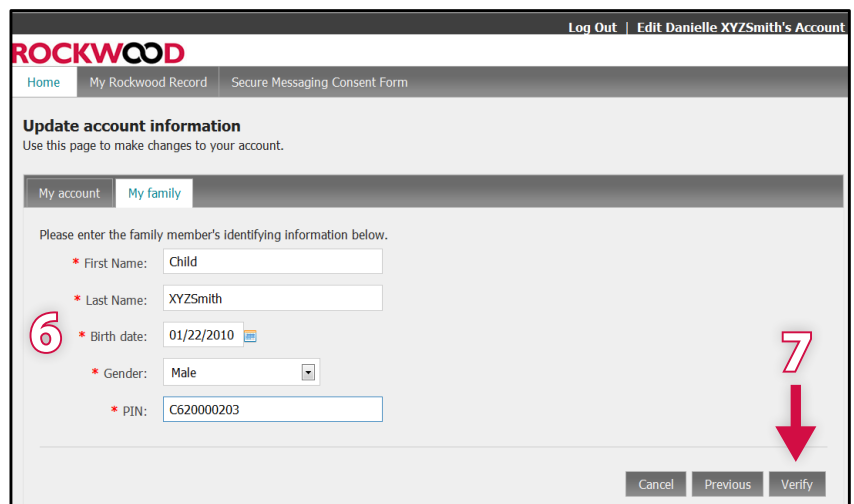 Log Out | Edit Danielle XYZSmith's Account
ROCKWOOD
Home My Rockwood Record Secure Messaging Consent Form
Update account information
Use this page to make changes to your account.
My account My family
Please enter the family member's identifying information below.
* First Name: Child
* Last Name: XYZSmith
6 * Birth date: 01/22/2010
7
* Gender: Male
* PIN: C620000203
Cancel Previous Verify